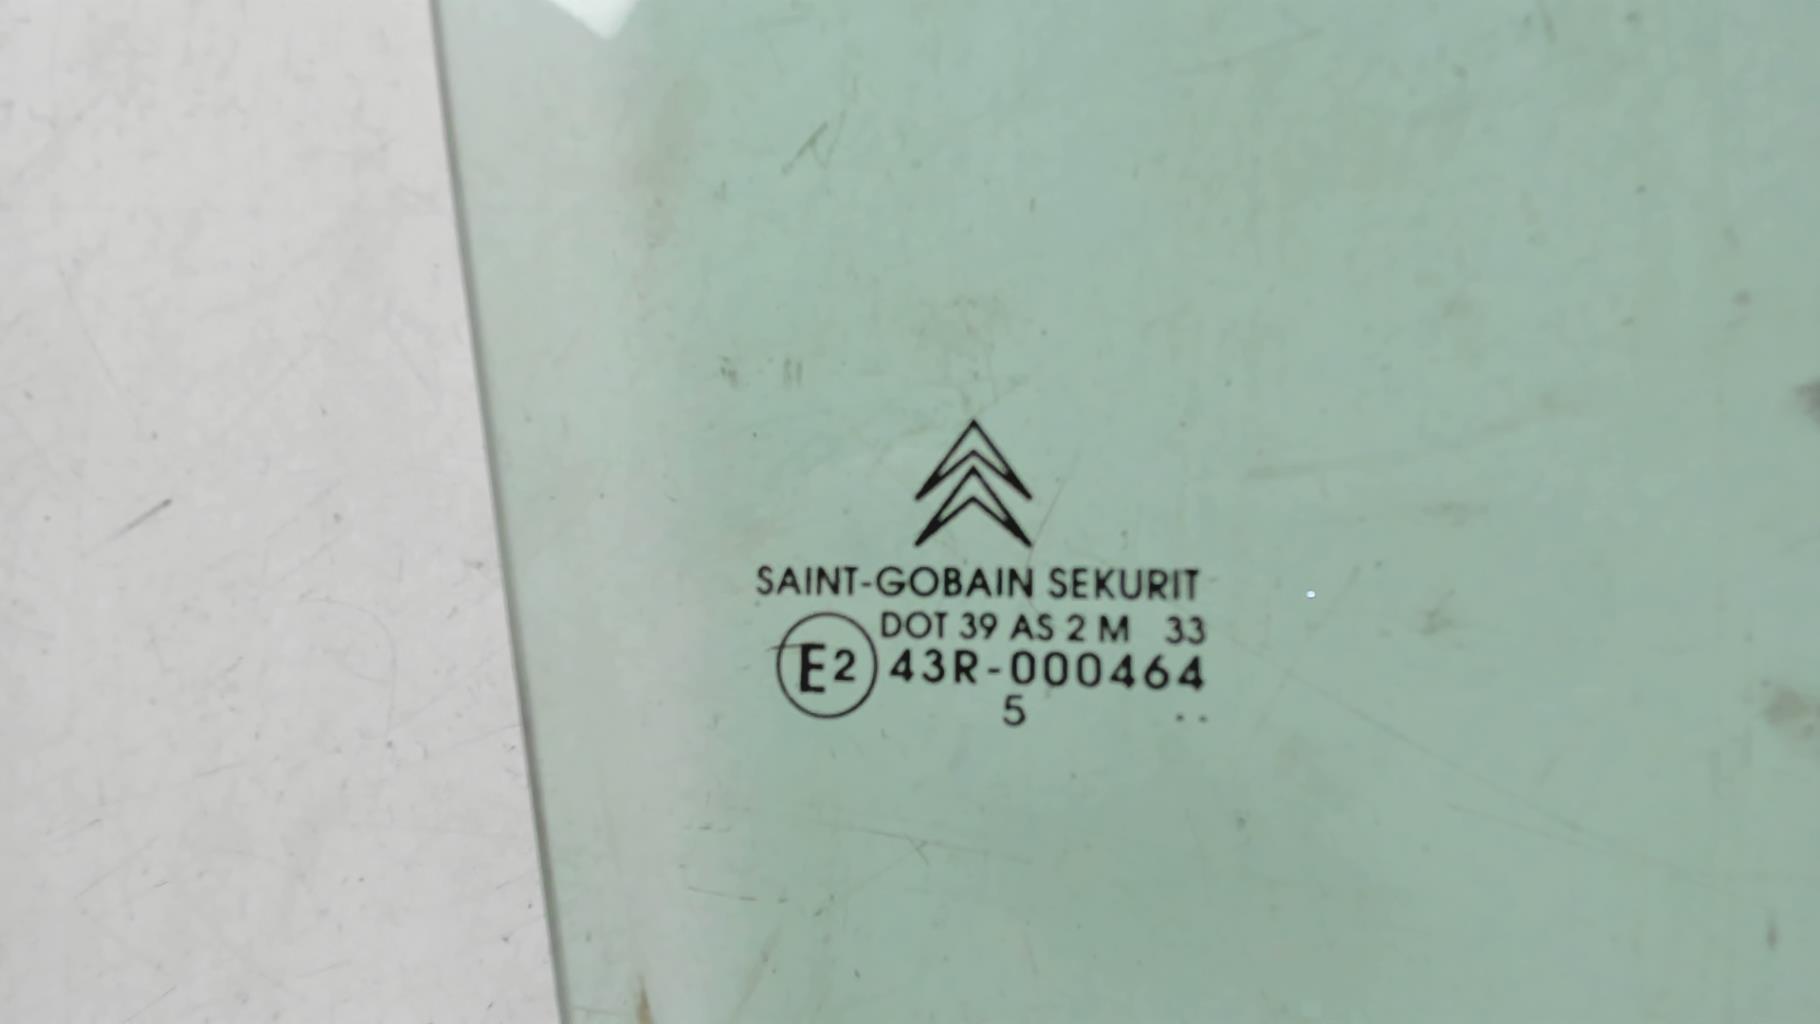 SAINT-GOBAIN SEKURIT
DOT 39 AS 2 M 33
E2 43R-000464
5 ..